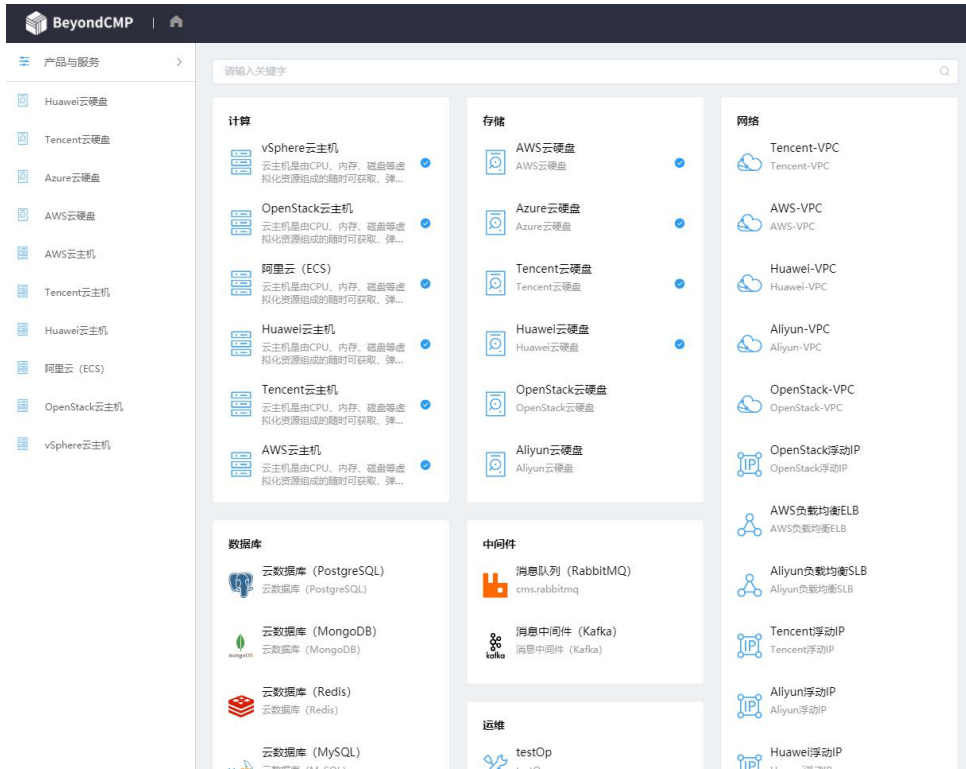 BeyondCMP
产品与服务
Huawei云硬盘
Tencent云硬盘
Azure云硬盘
AWS云硬盘
AWS云主机
Tencent云主机
Huawei云主机
阿里云（ECS）
OpenStack云主机
vSphere云主机
请输入关键字
计算
vSphere云主机
云主机是由CPU、内存、磁盘等虚
拟化资源组成的随时可获取、弹...
OpenStack云主机
云主机是由CPU、内存、磁盘等虚
拟化资源组成的随时可获取、弹...
阿里云（ECS）
云主机是由CPU、内存、磁盘等虚
拟化资源组成的随时可获取、弹...
Huawei云主机
云主机是由CPU、内存、磁盘等虚
拟化资源组成的随时可获取、弹...
Tencent云主机
云主机是由CPU、内存、磁盘等虚
拟化资源组成的随时可获取、弹...
AWS云主机
云主机是由CPU、内存、磁盘等虚
拟化资源组成的随时可获取、弹...
存储
AWS云硬盘
AWS云硬盘
Azure云硬盘
Azure云硬盘
Tencent云硬盘
Tencent云硬盘
Huawei云硬盘
Huawei云硬盘
OpenStack云硬盘
OpenStack云硬盘
Aliyun云硬盘
Aliyun云硬盘
网络
Tencent-VPC
Tencent-VPC
AWS-VPC
AWS-VPC
Huawei-VPC
Huawei-VPC
Aliyun-VPC
Aliyun-VPC
OpenStack-VPC
OpenStack-VPC
OpenStack浮动IP
OpenStack浮动IP
AWS负载均衡ELB
AWS负载均衡ELB
Aliyun负载均衡SLB
Aliyun负载均衡SLB
Tencent浮动IP
Tencent浮动IP
Aliyun浮动IP
Aliyun浮动IP
Huawei浮动IP
数据库
云数据库（PostgreSQL）
云数据库（PostgreSQL）
云数据库（MongoDB）
云数据库（MongoDB）
mongoDB
云数据库（Redis）
云数据库（Redis）
云数据库（MySQL）
中间件
消息队列（RabbitMQ）
cms.rabbitmq
消息中间件（Kafka）
消息中间件（Kafka）
kafka
运维
testOp